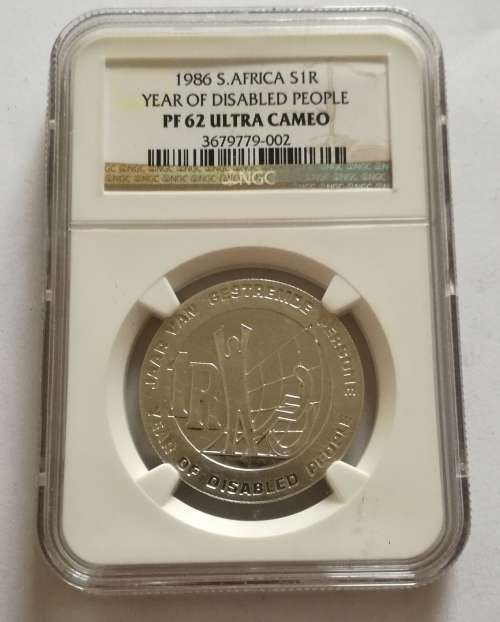 1986 S.AFRICA S1R
YEAR OF DISABLED PEOPLE
PF 62 ULTRA CAMEO
3679779-002
NGC
JAAR VAN GESTREMDE PERSONE
1R
YEAR OF DISABLED PEOPLE